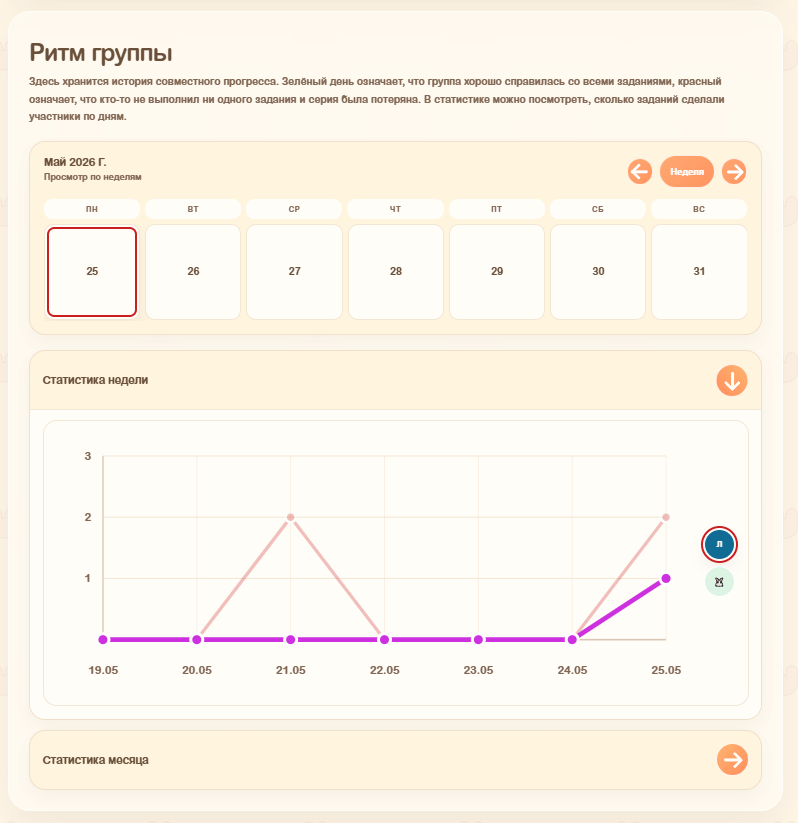 Ритм группы
Здесь хранится история совместного прогресса. Зелёный день означает, что группа хорошо справилась со всеми заданиями, красный
означает, что кто-то не выполнил ни одного задания и серия была потеряна. В статистике можно посмотреть, сколько заданий сделали
участники по дням.
Май 2026 Г.
Просмотр по неделям
Неделя
ПН ВТ СР ЧТ ПТ СБ ВС
25 26 27 28 29 30 31
Статистика недели
3
2
1
Л
19.05 20.05 21.05 22.05 23.05 24.05 25.05
Статистика месяца